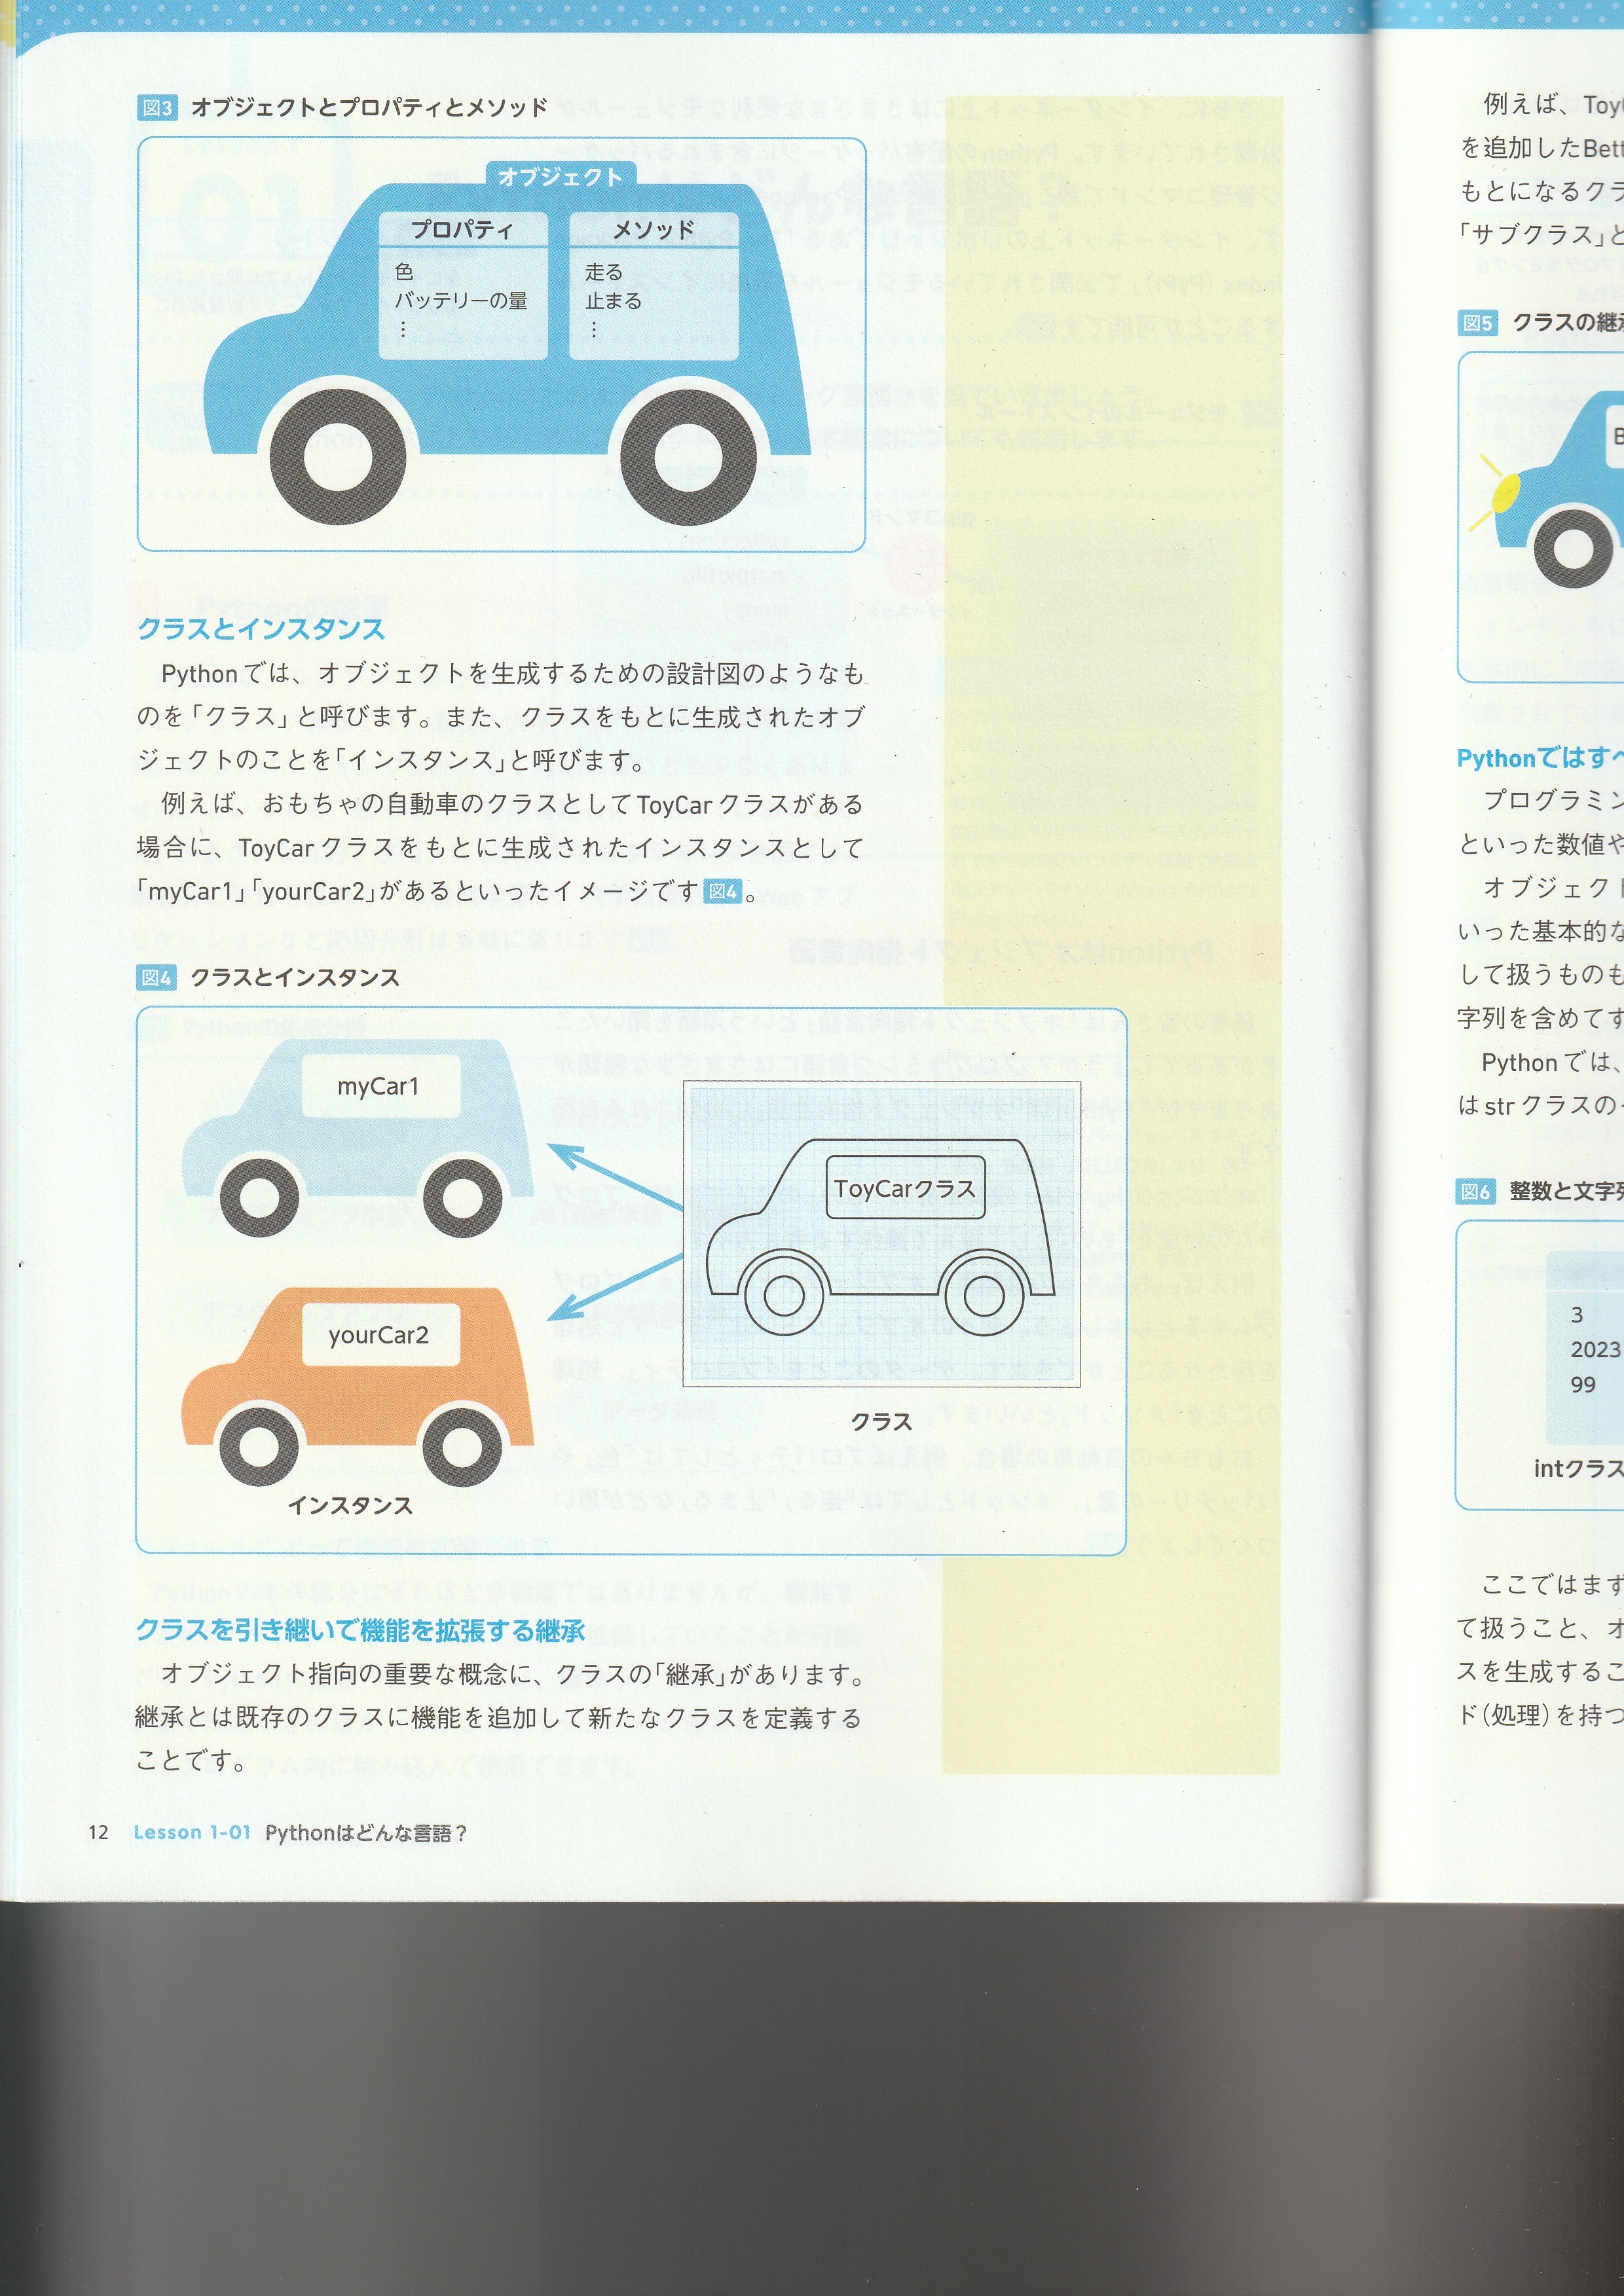 図3 オブジェクトとプロパティとメソッド
オブジェクト
プロパティ
色
バッテリーの量
⋮
メソッド
走る
止まる
⋮
クラスとインスタンス
Pythonでは、オブジェクトを生成するための設計図のようなも
のを「クラス」と呼びます。また、クラスをもとに生成されたオブ
ジェクトのことを「インスタンス」と呼びます。
例えば、おもちゃの自動車のクラスとしてToyCarクラスがある
場合に、ToyCarクラスをもとに生成されたインスタンスとして
「myCar1」「yourCar2」があるといったイメージです図4。
図4 クラスとインスタンス
myCar1
yourCar2
インスタンス
ToyCarクラス
クラス
クラスを引き継いで機能を拡張する継承
オブジェクト指向の重要な概念に、クラスの「継承」があります。
継承とは既存のクラスに機能を追加して新たなクラスを定義する
ことです。
12 Lesson 1-01 Pythonはどんな言語？
例えば、Toy
を追加したBett
もとになるクラ
「サブクラス」と
図5 クラスの継承
Pythonではすべ
プログラミン
といった数値や
オブジェクト
いった基本的な
して扱うものも
字列を含めてす
Pythonでは、
はstrクラスの
図6 整数と文字列
3
2023
99
intクラス
ここではまず
て扱うこと、オ
スを生成するこ
ド（処理）を持つ